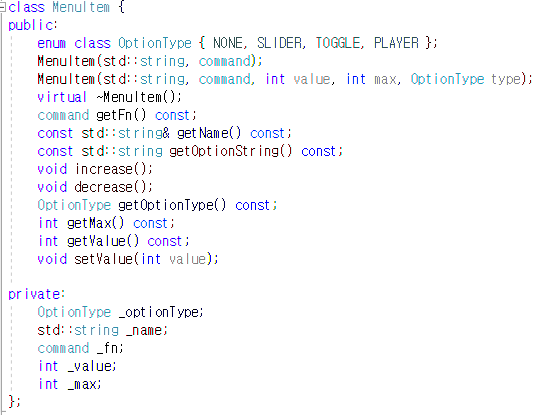 class MenuItem {
public:
    enum class OptionType { NONE, SLIDER, TOGGLE, PLAYER };
    MenuItem(std::string, command);
    MenuItem(std::string, command, int value, int max, OptionType type);
    virtual ~MenuItem();
    command getFn() const;
    const std::string& getName() const;
    const std::string getOptionString() const;
    void increase();
    void decrease();
    OptionType getOptionType() const;
    int getMax() const;
    int getValue() const;
    void setValue(int value);

private:
    OptionType _optionType;
    std::string _name;
    command _fn;
    int _value;
    int _max;
};